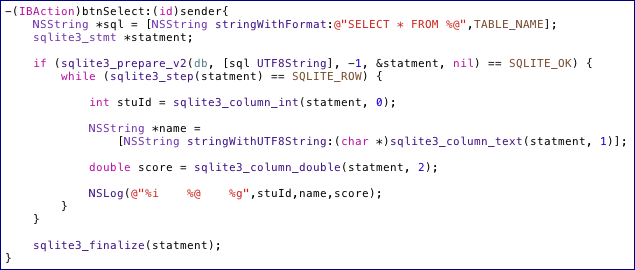 -(IBAction)btnSelect:(id)sender{
    NSString *sql = [NSString stringWithFormat:@"SELECT * FROM %@",TABLE_NAME];
    sqlite3_stmt *statment;
    if (sqlite3_prepare_v2(db, [sql UTF8String], -1, &statment, nil) == SQLITE_OK) {
        while (sqlite3_step(statment) == SQLITE_ROW) {
            int stuId = sqlite3_column_int(statment, 0);
            NSString *name =
                [NSString stringWithUTF8String:(char *)sqlite3_column_text(statment, 1)];
            double score = sqlite3_column_double(statment, 2);
            NSLog(@"%i    %@    %g",stuId,name,score);
        }
    }
    sqlite3_finalize(statment);
}